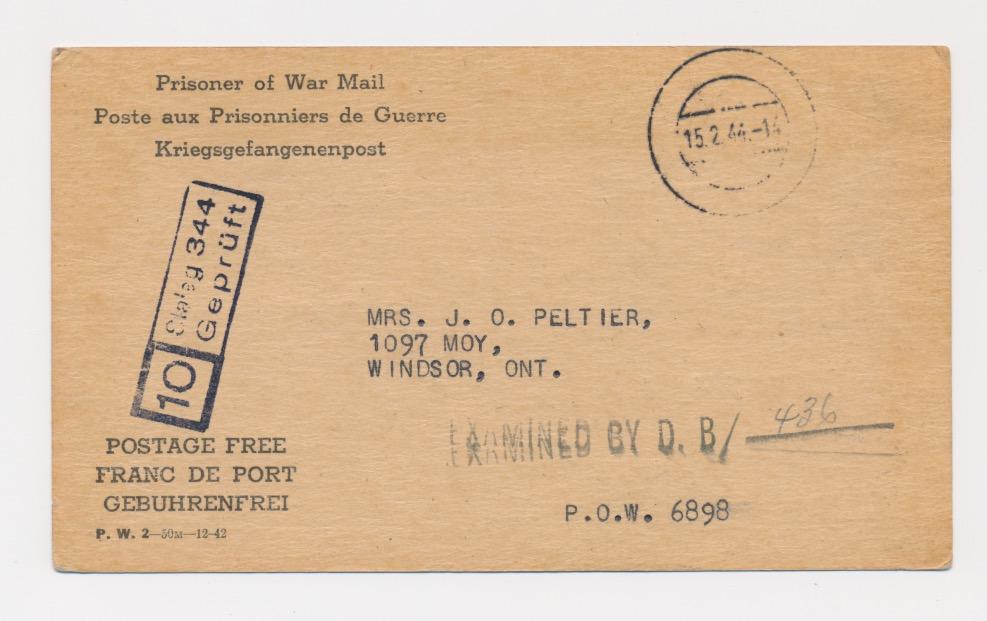 Prisoner of War Mail
Poste aux Prisonniers de Guerre
Kriegsgefangenenpost
15.2.44.-14
Stalag 344
Geprüft
10
MRS. J. O. PELTIER,
1097 MOY,
WINDSOR, ONT.
EXAMINED BY D. B/ 436
POSTAGE FREE
FRANC DE PORT
GEBUHRENFREI
P.O.W. 6898
P. W. 2—50M—12-42